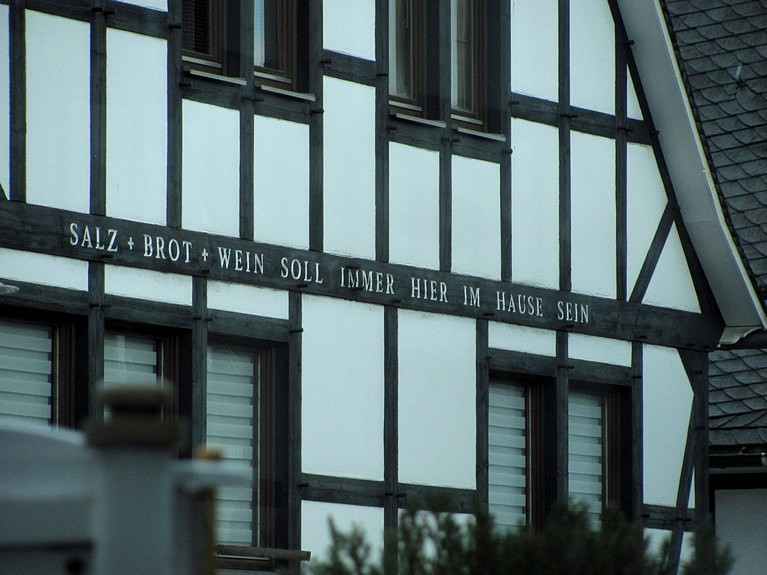 SALZ + BROT + WEIN SOLL IMMER HIER IM HAUSE SEIN